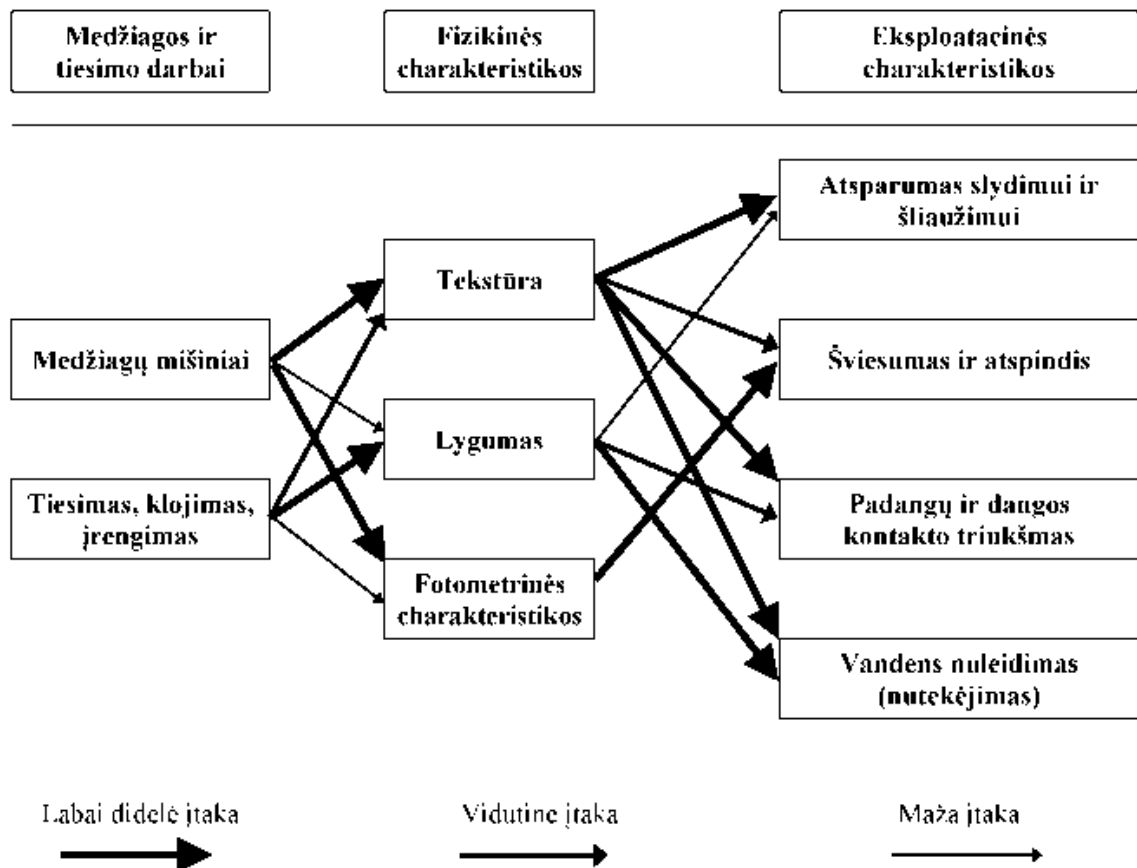 Medžiagos ir
tiesimo darbai
Fizikinės
charakteristikos
Eksploatacinės
charakteristikos
Atsparumas slydimui ir
šliaužimui
Tekstūra
Medžiagų mišiniai
Šviesumas ir atspindis
Lygumas
Tiesimas, klojimas,
įrengimas
Padangų ir dangos
kontakto triukšmas
Fotometrinės
charakteristikos
Vandens nuleidimas
(nutekėjimas)
Labai didelė įtaka
Vidutinė įtaka
Maža įtaka